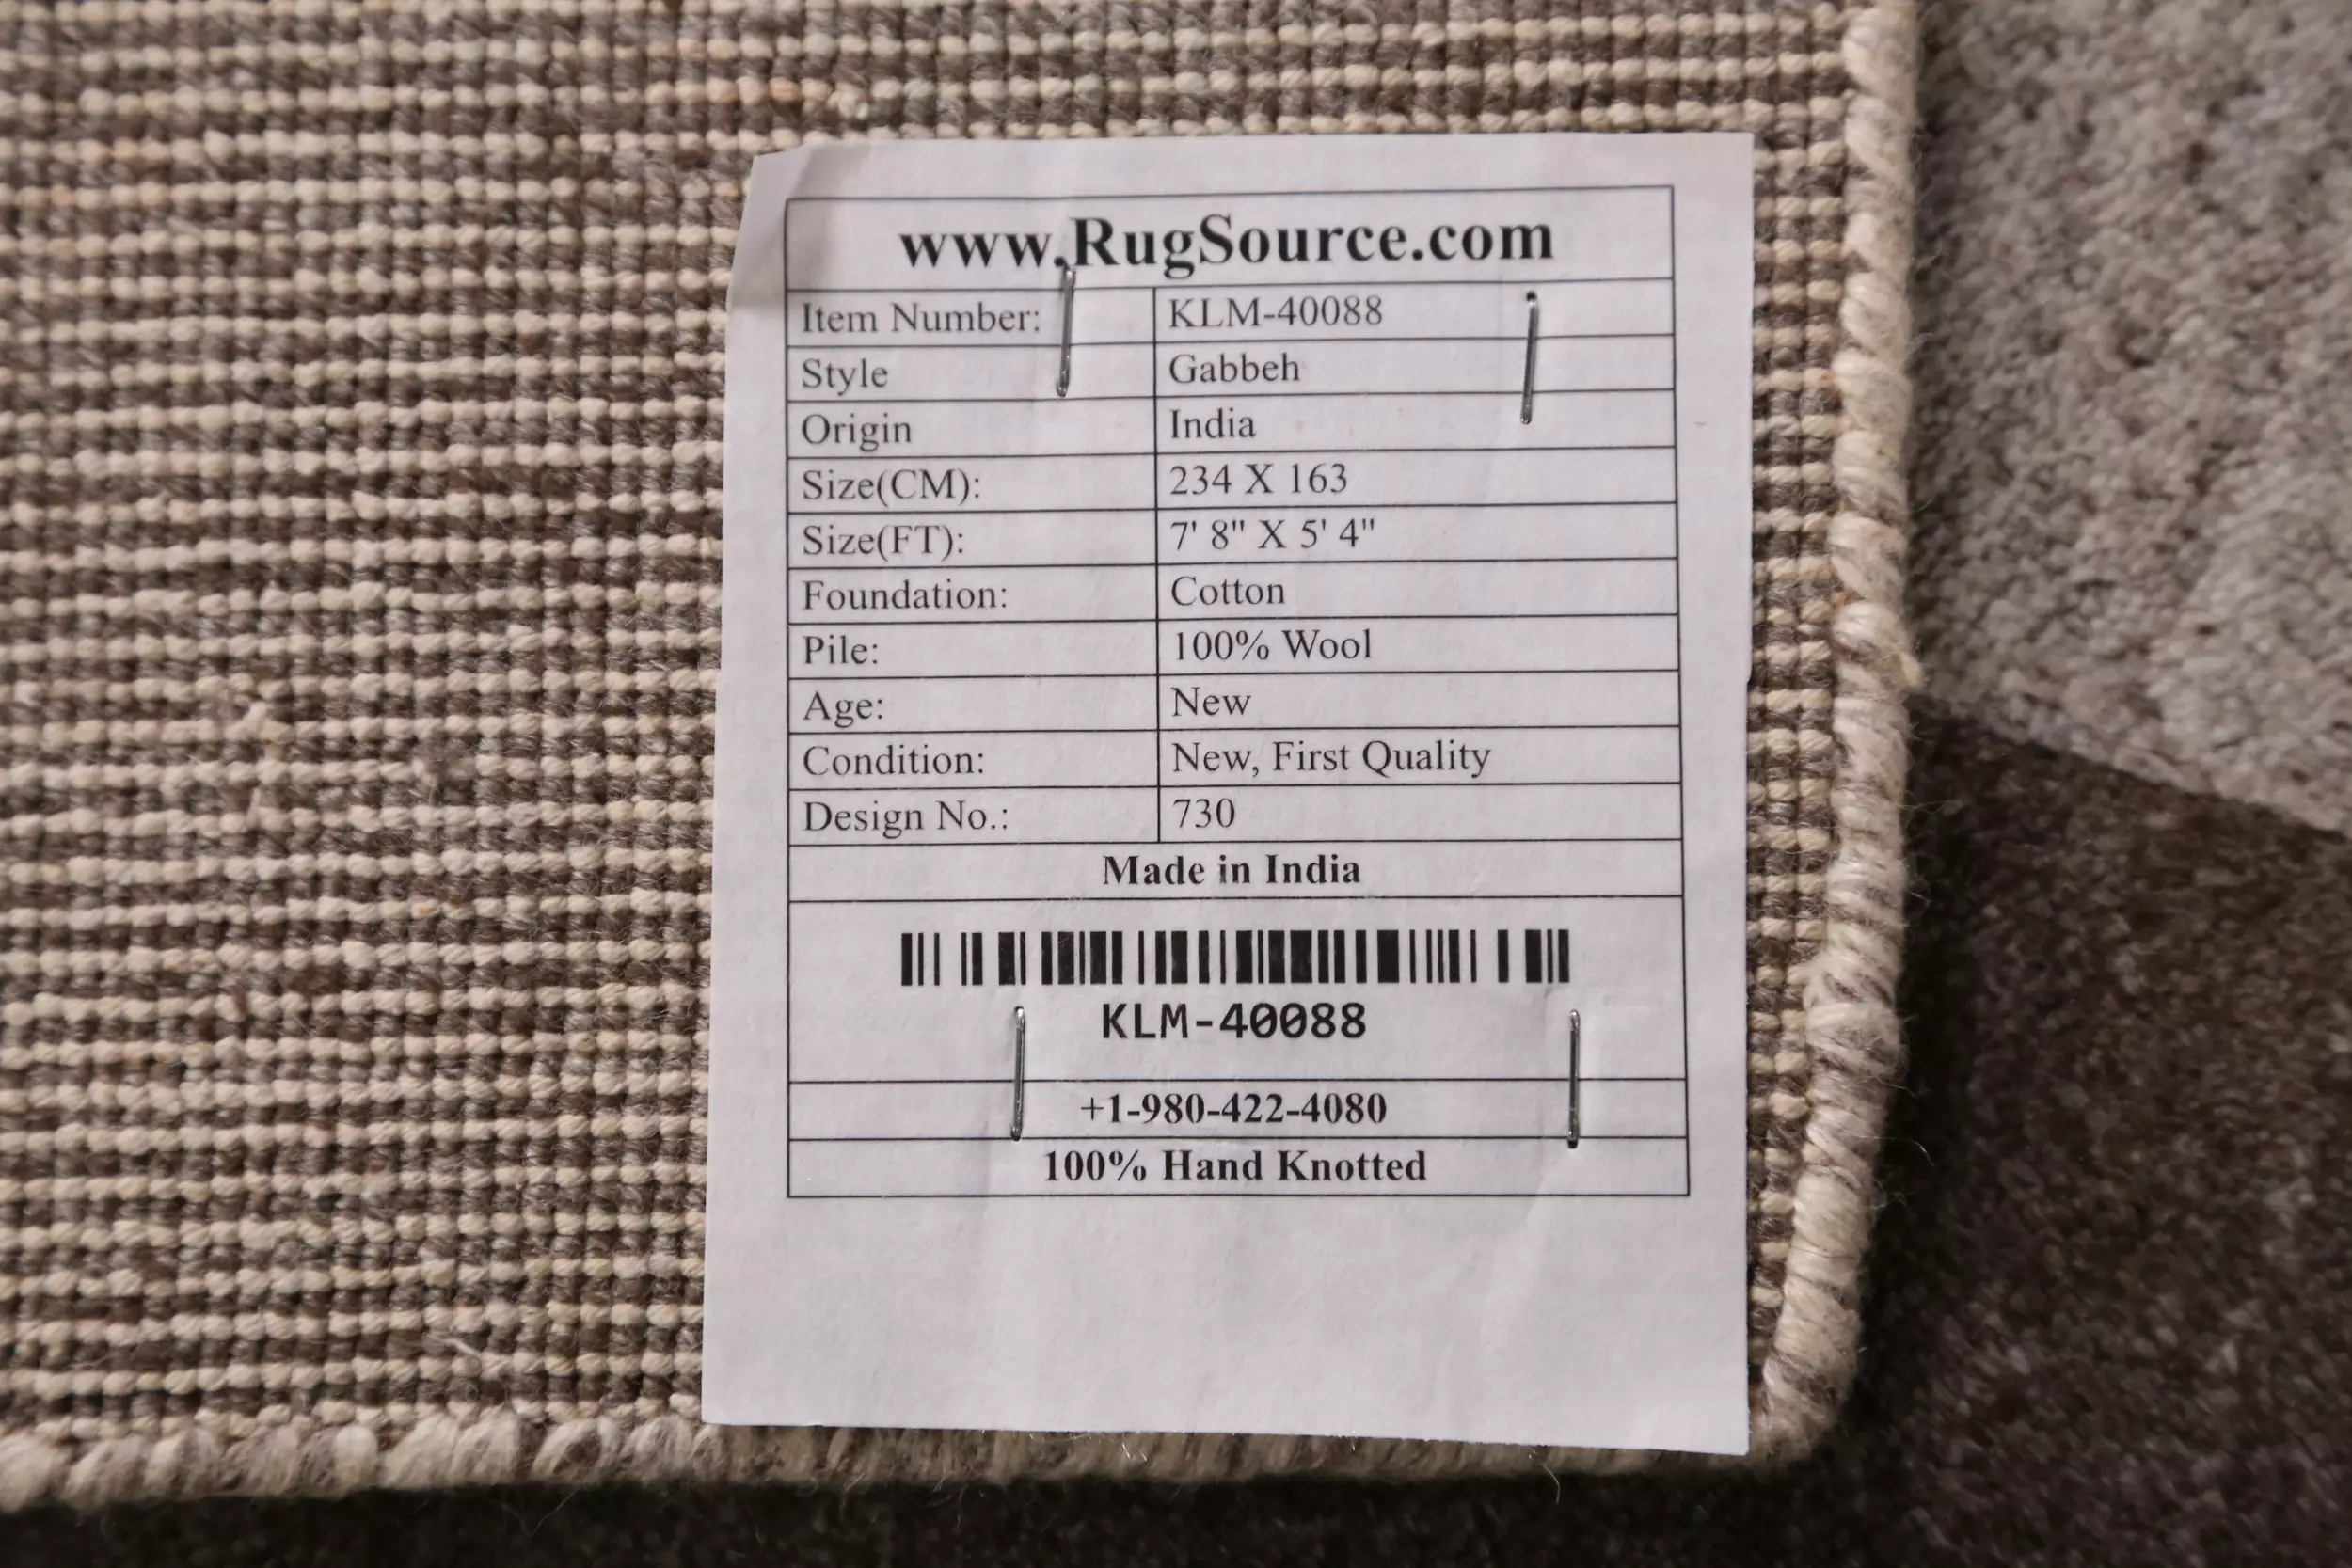 www.RugSource.com
Item Number: KLM-40088
Style Gabbeh
Origin India
Size(CM): 234 X 163
Size(FT): 7' 8" X 5' 4"
Foundation: Cotton
Pile: 100% Wool
Age: New
Condition: New, First Quality
Design No.: 730
Made in India
KLM-40088
+1-980-422-4080
100% Hand Knotted